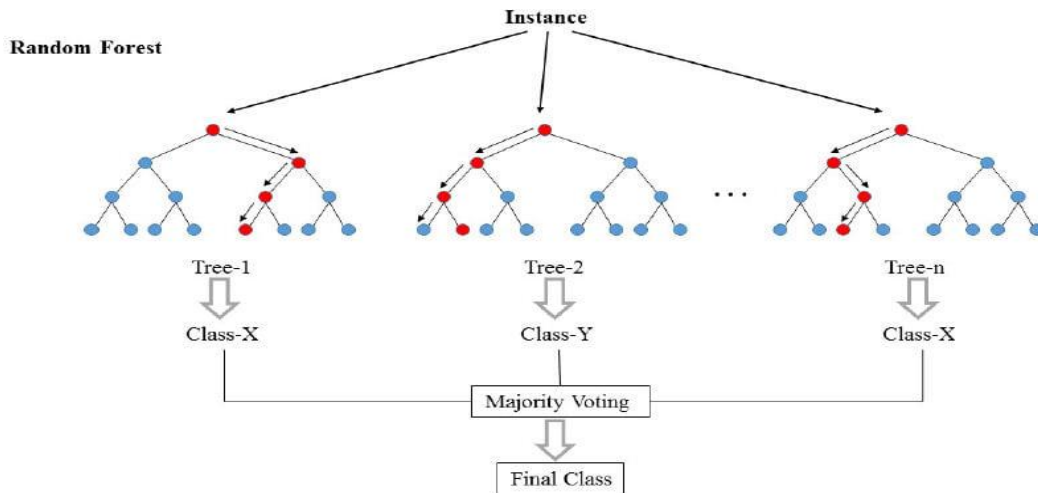 Instance
Random Forest
...
Tree-1
Tree-2
Tree-n
Class-X
Class-Y
Class-X
Majority Voting
Final Class